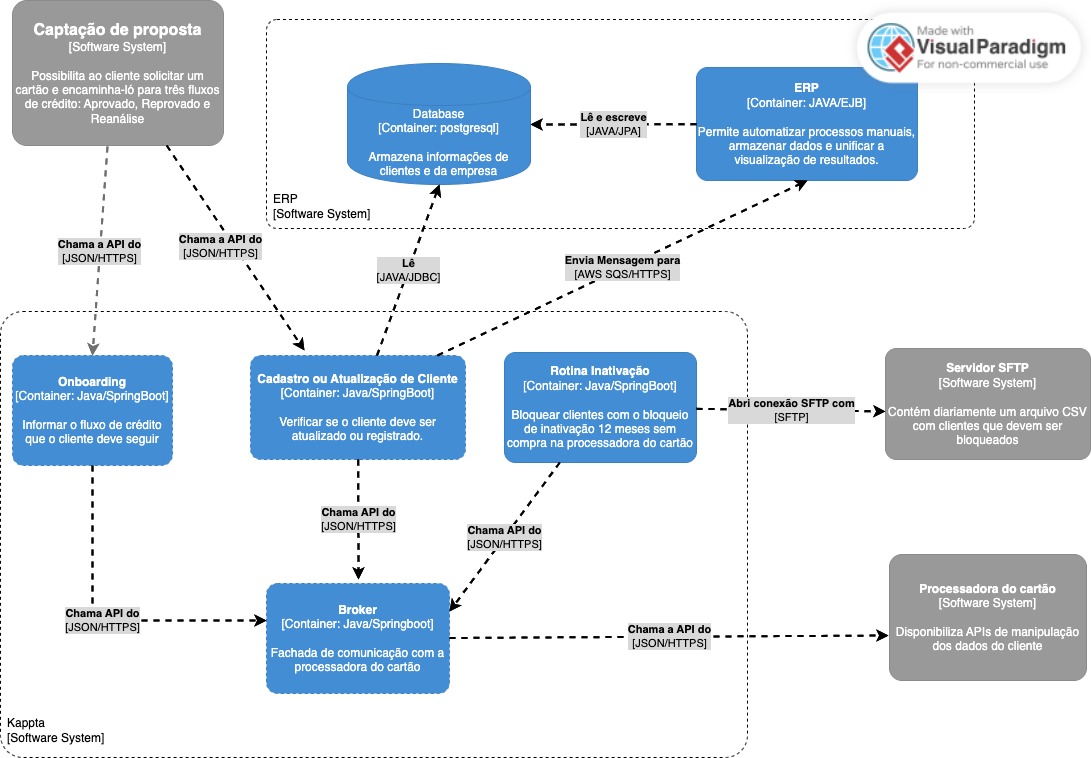 Captação de proposta
[Software System]
Possibilita ao cliente solicitar um
cartão e encaminha-ló para três fluxos
de crédito: Aprovado, Reprovado e
Reanálise
Made with
Visual Paradigm
For non-commercial use
Database
[Container: postgresql]
Armazena informações de
clientes e da empresa
Lê e escreve
[JAVA/JPA]
ERP
[Container: JAVA/EJB]
Permite automatizar processos manuais,
armazenar dados e unificar a
visualização de resultados.
ERP
[Software System]
Chama a API do
[JSON/HTTPS]
Chama a API do
[JSON/HTTPS]
Lê
[JAVA/JDBC]
Envia Mensagem para
[AWS SQS/HTTPS]
Onboarding
[Container: Java/SpringBoot]
Informar o fluxo de crédito
que o cliente deve seguir
Cadastro ou Atualização de Cliente
[Container: Java/SpringBoot]
Verificar se o cliente deve ser
atualizado ou registrado.
Rotina Inativação
[Container: Java/SpringBoot]
Bloquear clientes com o bloqueio
de inativação 12 meses sem
compra na processadora do cartão
Abri conexão SFTP com
[SFTP]
Servidor SFTP
[Software System]
Contém diariamente um arquivo CSV
com clientes que devem ser
bloqueados
Chama API do
[JSON/HTTPS]
Chama API do
[JSON/HTTPS]
Chama API do
[JSON/HTTPS]
Broker
[Container: Java/Springboot]
Fachada de comunicação com a
processadora do cartão
Chama a API do
[JSON/HTTPS]
Processadora do cartão
[Software System]
Disponibiliza APIs de manipulação
dos dados do cliente
Kappta
[Software System]